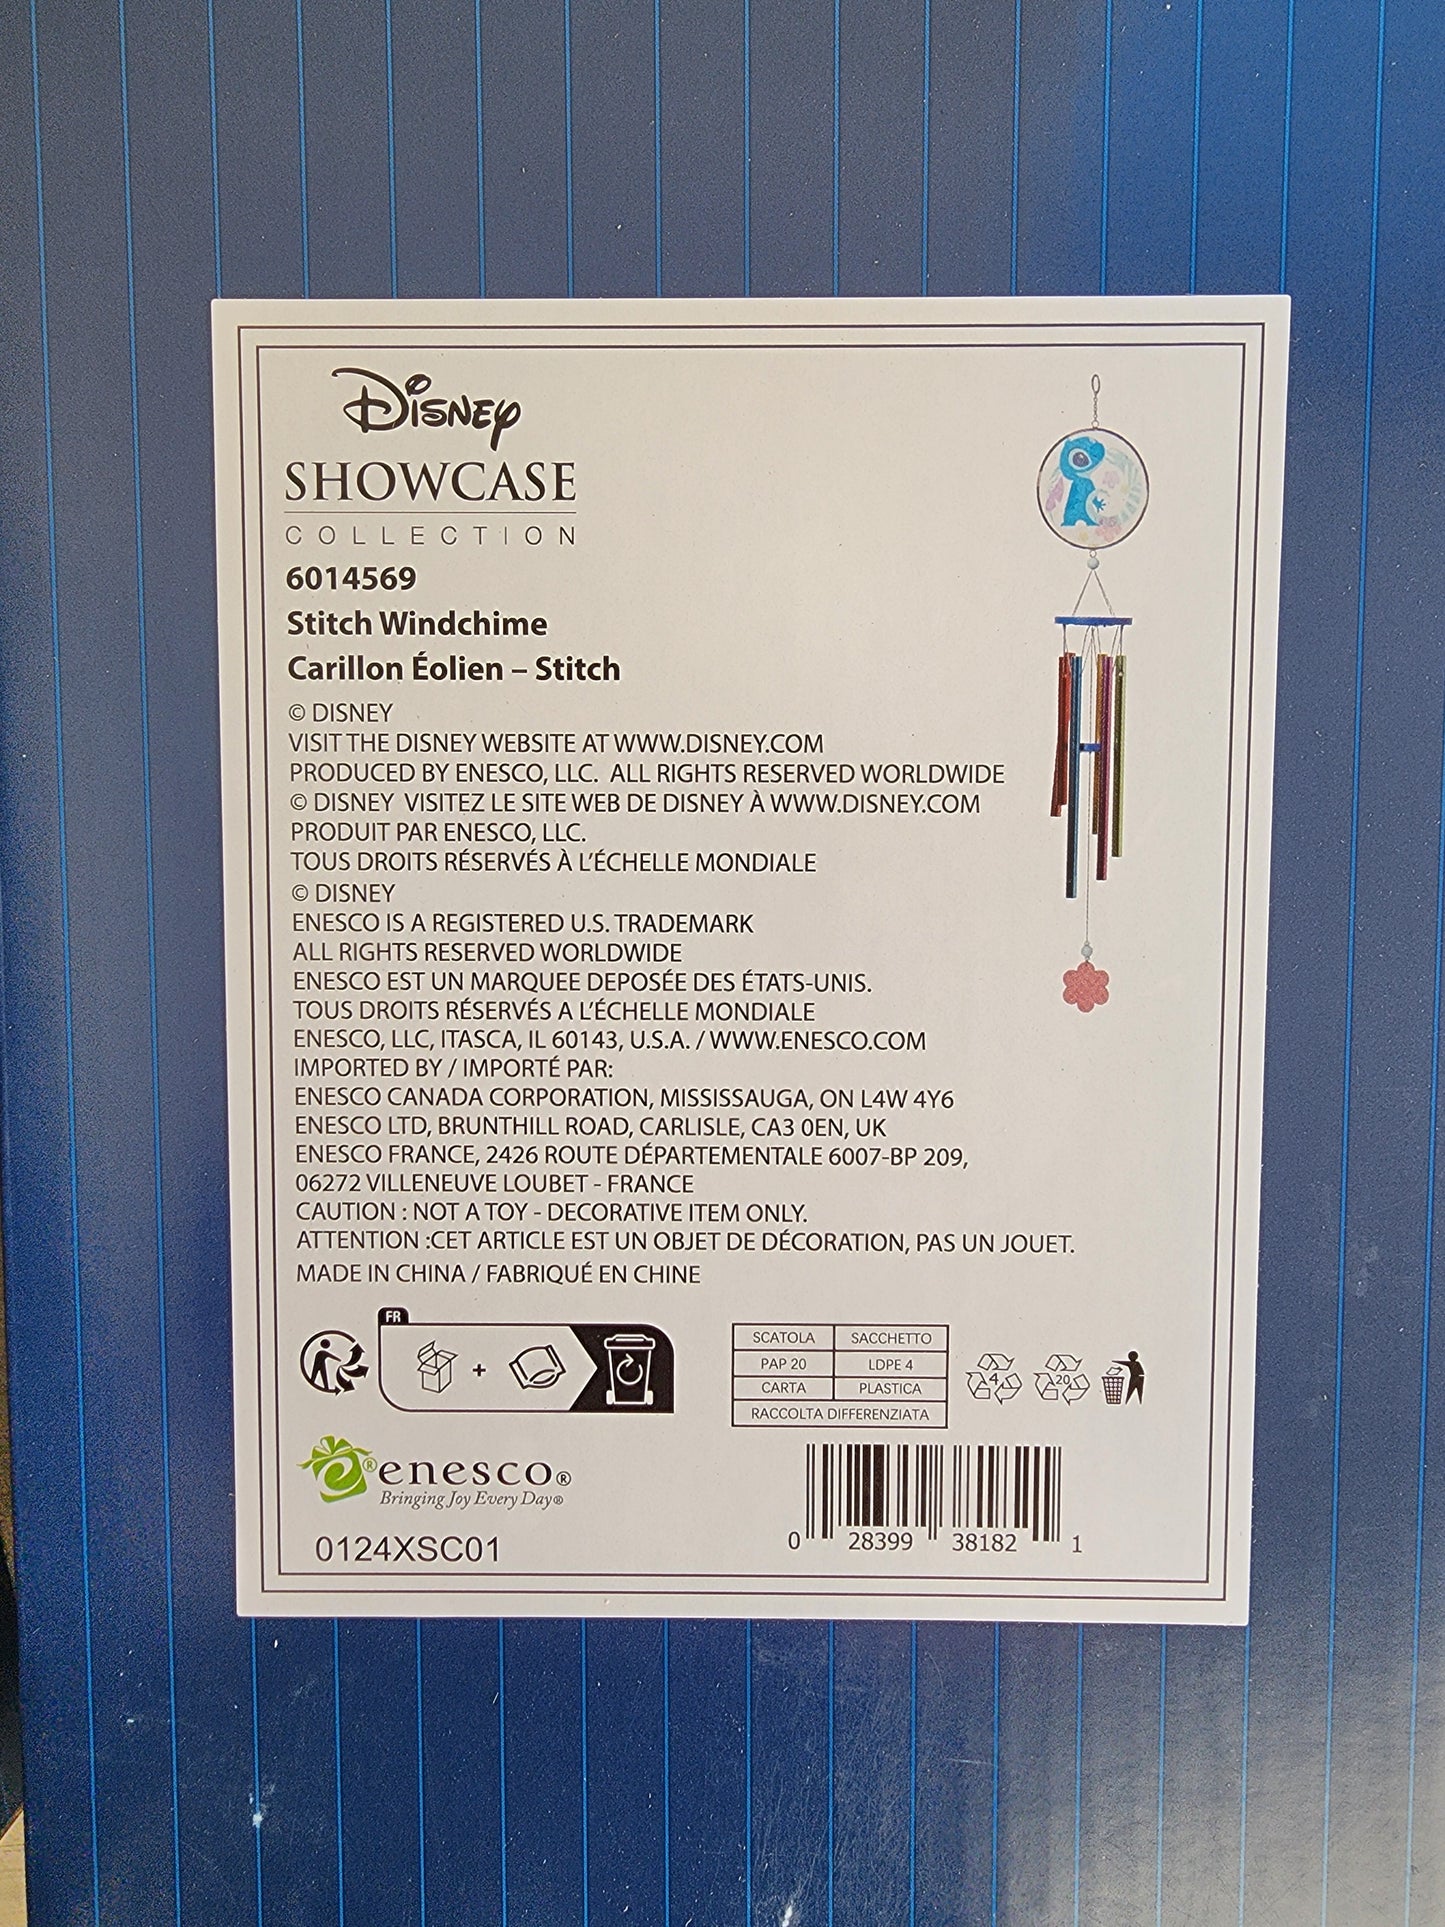 Disney
SHOWCASE
COLLECTION
6014569
Stitch Windchime
Carillon Éolien – Stitch
© DISNEY
VISIT THE DISNEY WEBSITE AT WWW.DISNEY.COM
PRODUCED BY ENESCO, LLC. ALL RIGHTS RESERVED WORLDWIDE
© DISNEY VISITEZ LE SITE WEB DE DISNEY À WWW.DISNEY.COM
PRODUIT PAR ENESCO, LLC.
TOUS DROITS RÉSERVÉS À L'ÉCHELLE MONDIALE
© DISNEY
ENESCO IS A REGISTERED U.S. TRADEMARK
ALL RIGHTS RESERVED WORLDWIDE
ENESCO EST UN MARQUEE DEPOSÉE DES ÉTATS-UNIS.
TOUS DROITS RÉSERVÉS A L'ÉCHELLE MONDIALE
ENESCO, LLC, ITASCA, IL 60143, U.S.A. / WWW.ENESCO.COM
IMPORTED BY / IMPORTÉ PAR:
ENESCO CANADA CORPORATION, MISSISSAUGA, ON L4W 4Y6
ENESCO LTD, BRUNTHILL ROAD, CARLISLE, CA3 0EN, UK
ENESCO FRANCE, 2426 ROUTE DÉPARTEMENTALE 6007-BP 209,
06272 VILLENEUVE LOUBET - FRANCE
CAUTION : NOT A TOY - DECORATIVE ITEM ONLY.
ATTENTION :CET ARTICLE EST UN OBJET DE DÉCORATION, PAS UN JOUET.
MADE IN CHINA / FABRIQUÉ EN CHINE
FR
+
SCATOLA SACCHETTO
PAP 20 LDPE 4
CARTA PLASTICA
RACCOLTA DIFFERENZIATA
4 20
® enesco®
Bringing Joy Every Day®
0124XSC01
0 28399 38182 1